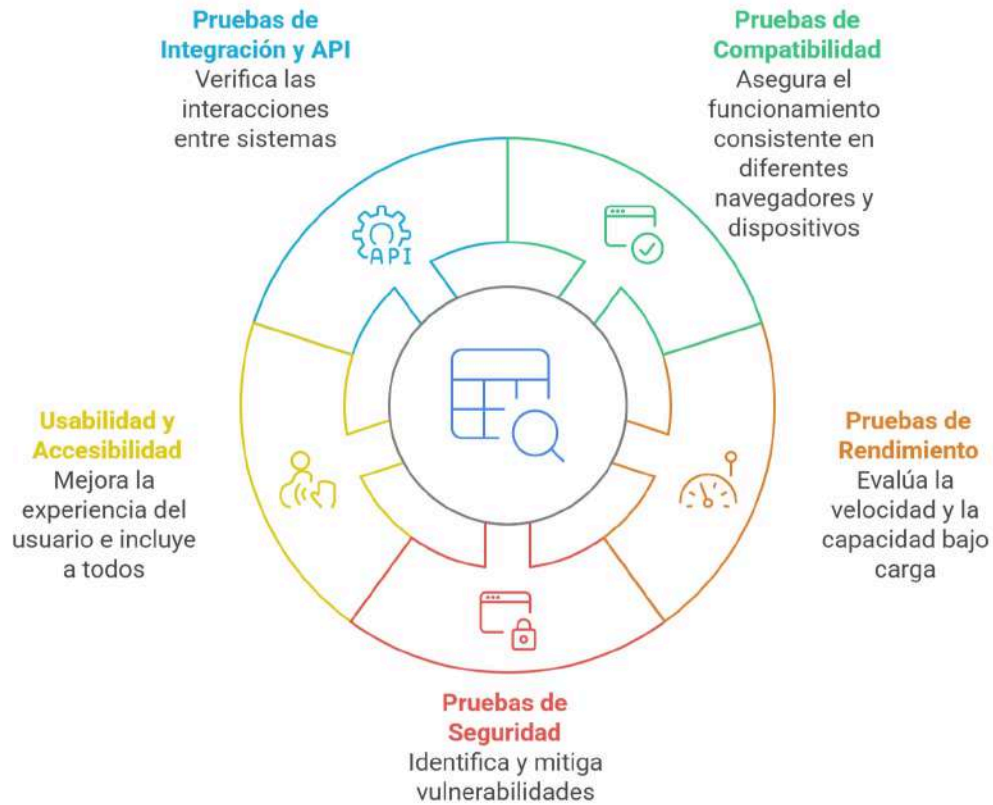 Pruebas de
Integración y API
Verifica las
interacciones
entre sistemas
Pruebas de
Compatibilidad
Asegura el
funcionamiento
consistente en
diferentes
navegadores y
dispositivos
API
Usabilidad y
Accesibilidad
Mejora la
experiencia del
usuario e incluye
a todos
Pruebas de
Rendimiento
Evalúa la
velocidad y la
capacidad bajo
carga
Pruebas de
Seguridad
Identifica y mitiga
vulnerabilidades